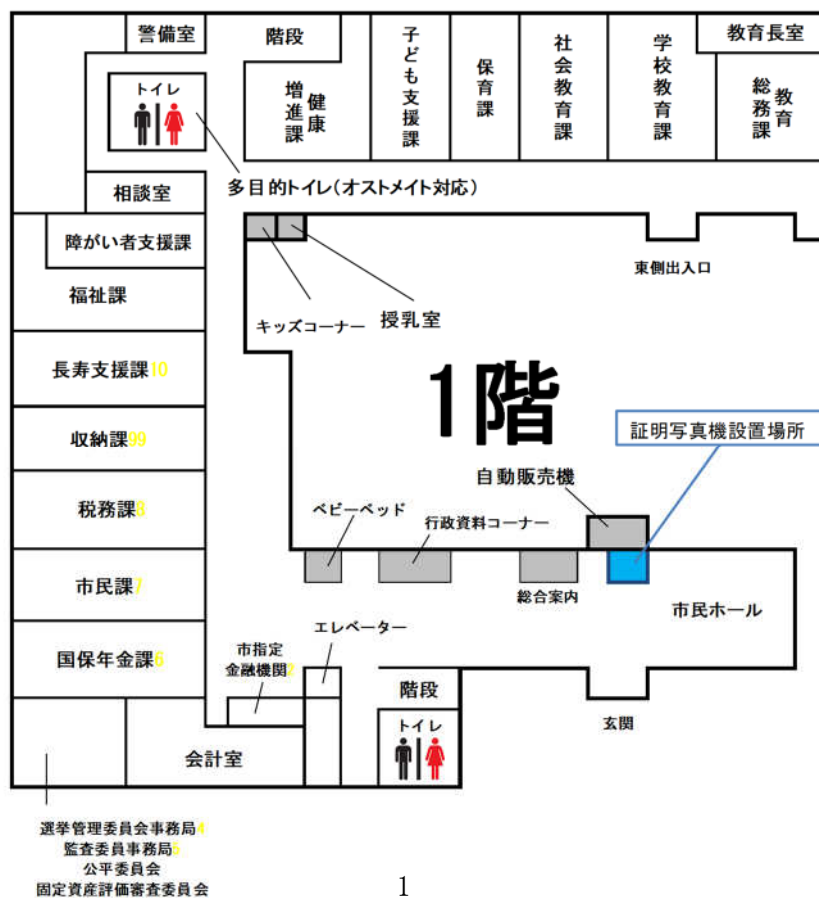 警備室
階段
子ども支援課
保育課
社会教育課
学校教育課
教育長室
教育
総務課
トイレ
健康
増進課
多目的トイレ(オストメイト対応)
相談室
障がい者支援課
福祉課
東側出入口
キッズコーナー
授乳室
長寿支援課10
1階
収納課99
証明写真機設置場所
自動販売機
税務課8
ベビーベッド
行政資料コーナー
市民課7
総合案内
市民ホール
エレベーター
国保年金課6
市指定
金融機関2
階段
トイレ
玄関
会計室
選挙管理委員会事務局4
監査委員事務局5
公平委員会
固定資産評価審査委員会
1